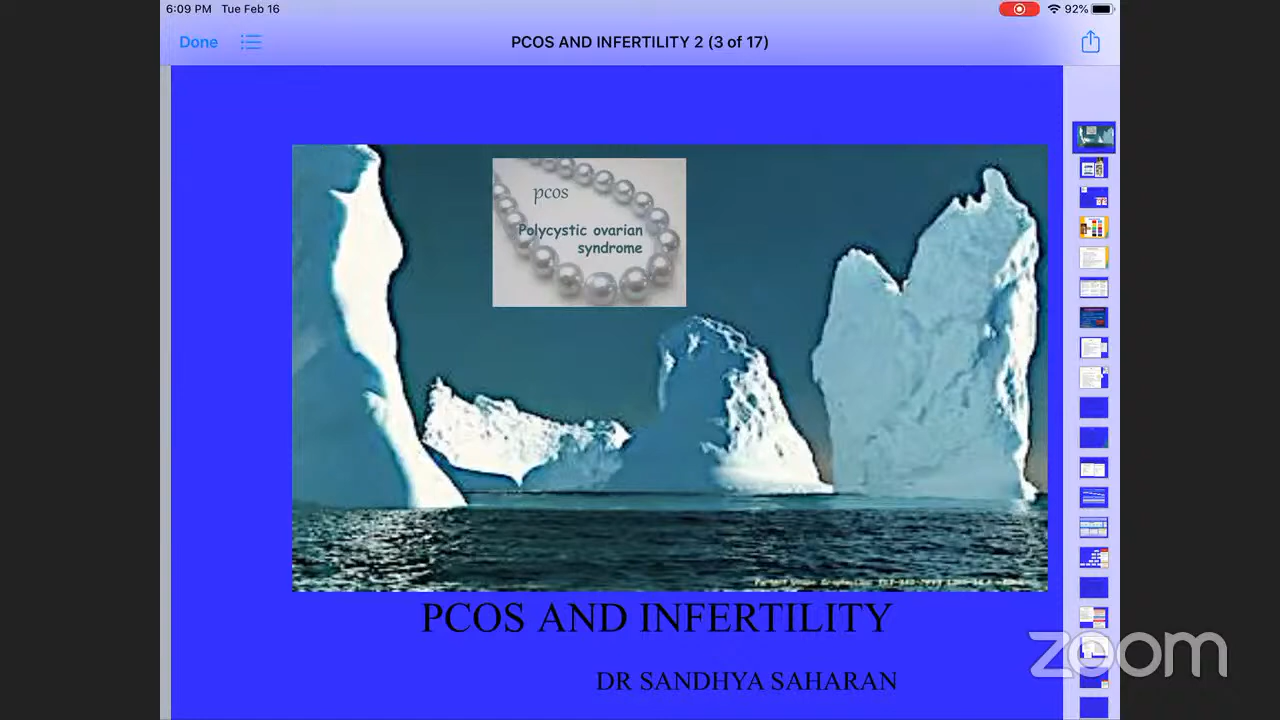 6:09 PM Tue Feb 16
92%
Done
PCOS AND INFERTILITY 2 (3 of 17)
pcos
Polycystic ovarian
syndrome
PCOS AND INFERTILITY
DR SANDHYA SAHARAN
zoom